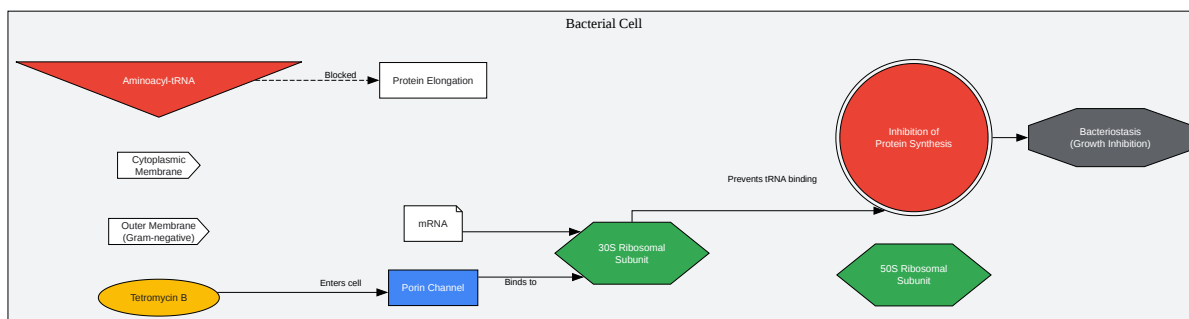 Bacterial Cell
Aminoacyl-tRNA
Blocked
Protein Elongation
Inhibition of
Protein Synthesis
Bacteriostasis
(Growth Inhibition)
Cytoplasmic
Membrane
Prevents tRNA binding
Outer Membrane
(Gram-negative)
mRNA
30S Ribosomal
Subunit
50S Ribosomal
Subunit
Tetromycin B
Enters cell
Porin Channel
Binds to